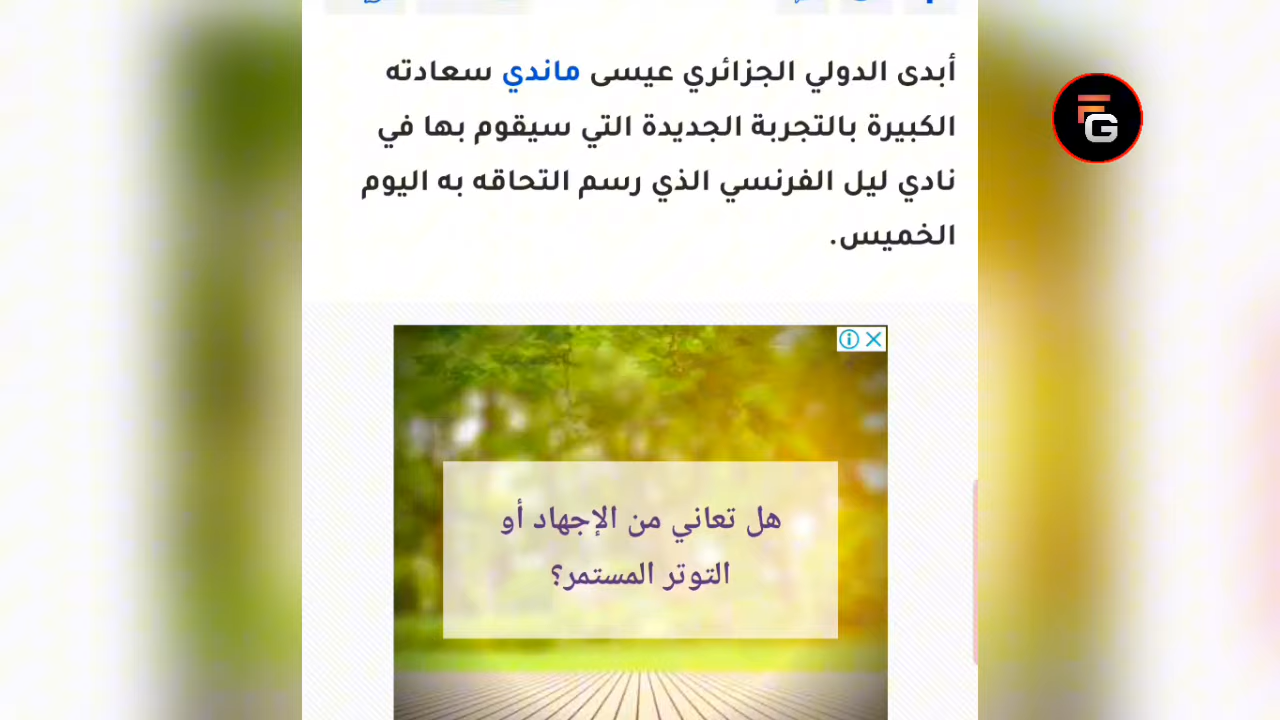 أبدى الدولي الجزائري عيسى ماندي سعادته
الكبيرة بالتجربة الجديدة التي سيقوم بها في
نادي ليل الفرنسي الذي رسم التحاقه به اليوم
الخميس.
هل تعاني من الإجهاد أو
التوتر المستمر؟
FG